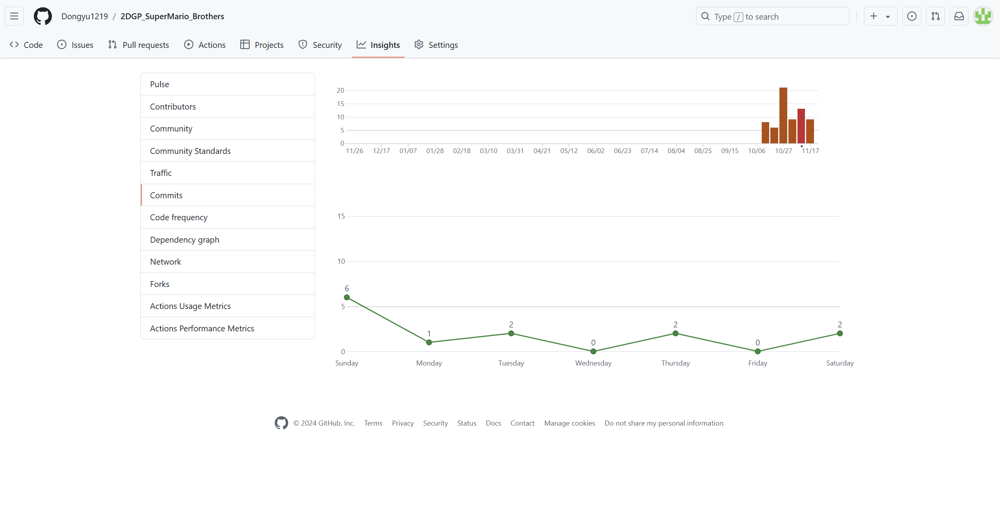 Dongyu1219 / 2DGP_SuperMario_Brothers
Type / to search
Code Issues Pull requests Actions Projects Security Insights Settings
Pulse
Contributors
Community
Community Standards
Traffic
Commits
Code frequency
Dependency graph
Network
Forks
Actions Usage Metrics
Actions Performance Metrics
20
15
10
5
0
11/26 12/17 01/07 01/28 02/18 03/10 03/31 04/21 05/12 06/02 06/23 07/14 08/04 08/25 09/15 10/06 10/27 11/17
15
10
6
5
2 2 2
1
0 0
0
Sunday Monday Tuesday Wednesday Thursday Friday Saturday
© 2024 GitHub, Inc. Terms Privacy Security Status Docs Contact Manage cookies Do not share my personal information